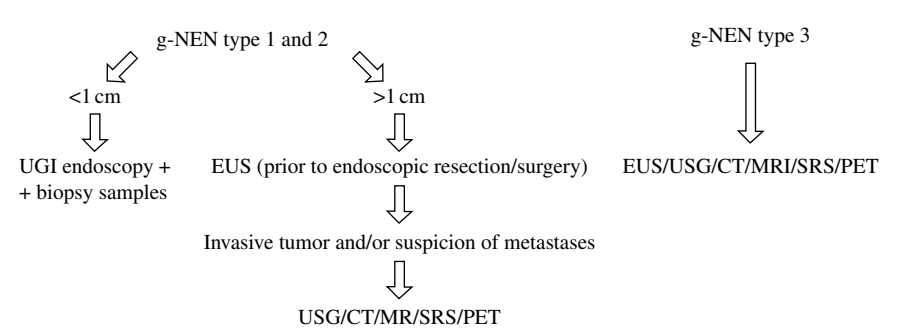 g-NEN type 1 and 2
g-NEN type 3
<1 cm
>1 cm
UGI endoscopy +
+ biopsy samples
EUS (prior to endoscopic resection/surgery)
EUS/USG/CT/MRI/SRS/PET
Invasive tumor and/or suspicion of metastases
USG/CT/MR/SRS/PET